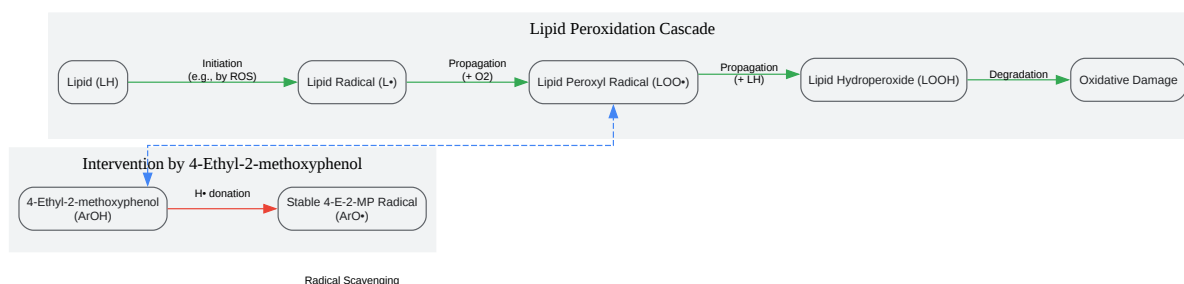 Lipid Peroxidation Cascade
Lipid (LH)
Initiation
(e.g., by ROS)
Lipid Radical (L•)
Propagation
(+ O2)
Lipid Peroxyl Radical (LOO•)
Propagation
(+ LH)
Lipid Hydroperoxide (LOOH)
Degradation
Oxidative Damage
Intervention by 4-Ethyl-2-methoxyphenol
4-Ethyl-2-methoxyphenol
(ArOH)
H• donation
Stable 4-E-2-MP Radical
(ArO•)
Radical Scavenging